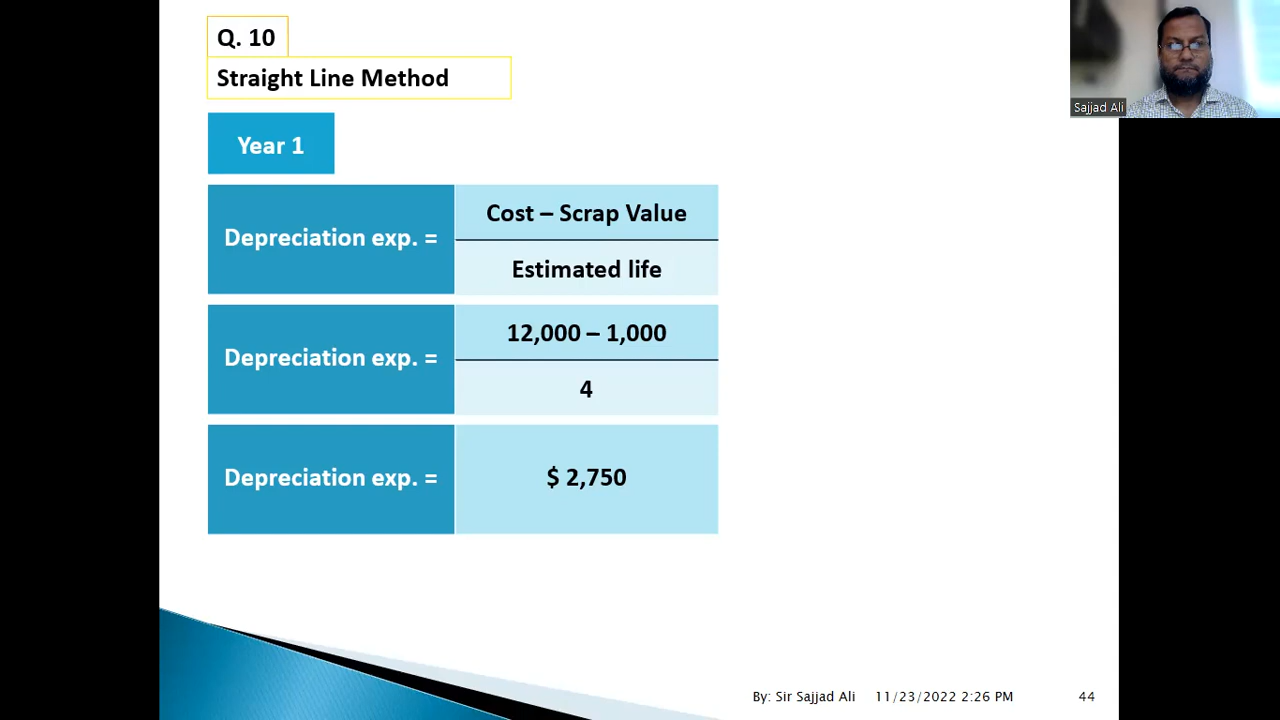 Q. 10
Straight Line Method
Sajjad Ali
Year 1
Depreciation exp. =
Cost – Scrap Value
Estimated life
Depreciation exp. =
12,000 – 1,000
4
Depreciation exp. =
$ 2,750
By: Sir Sajjad Ali 11/23/2022 2:26 PM 44